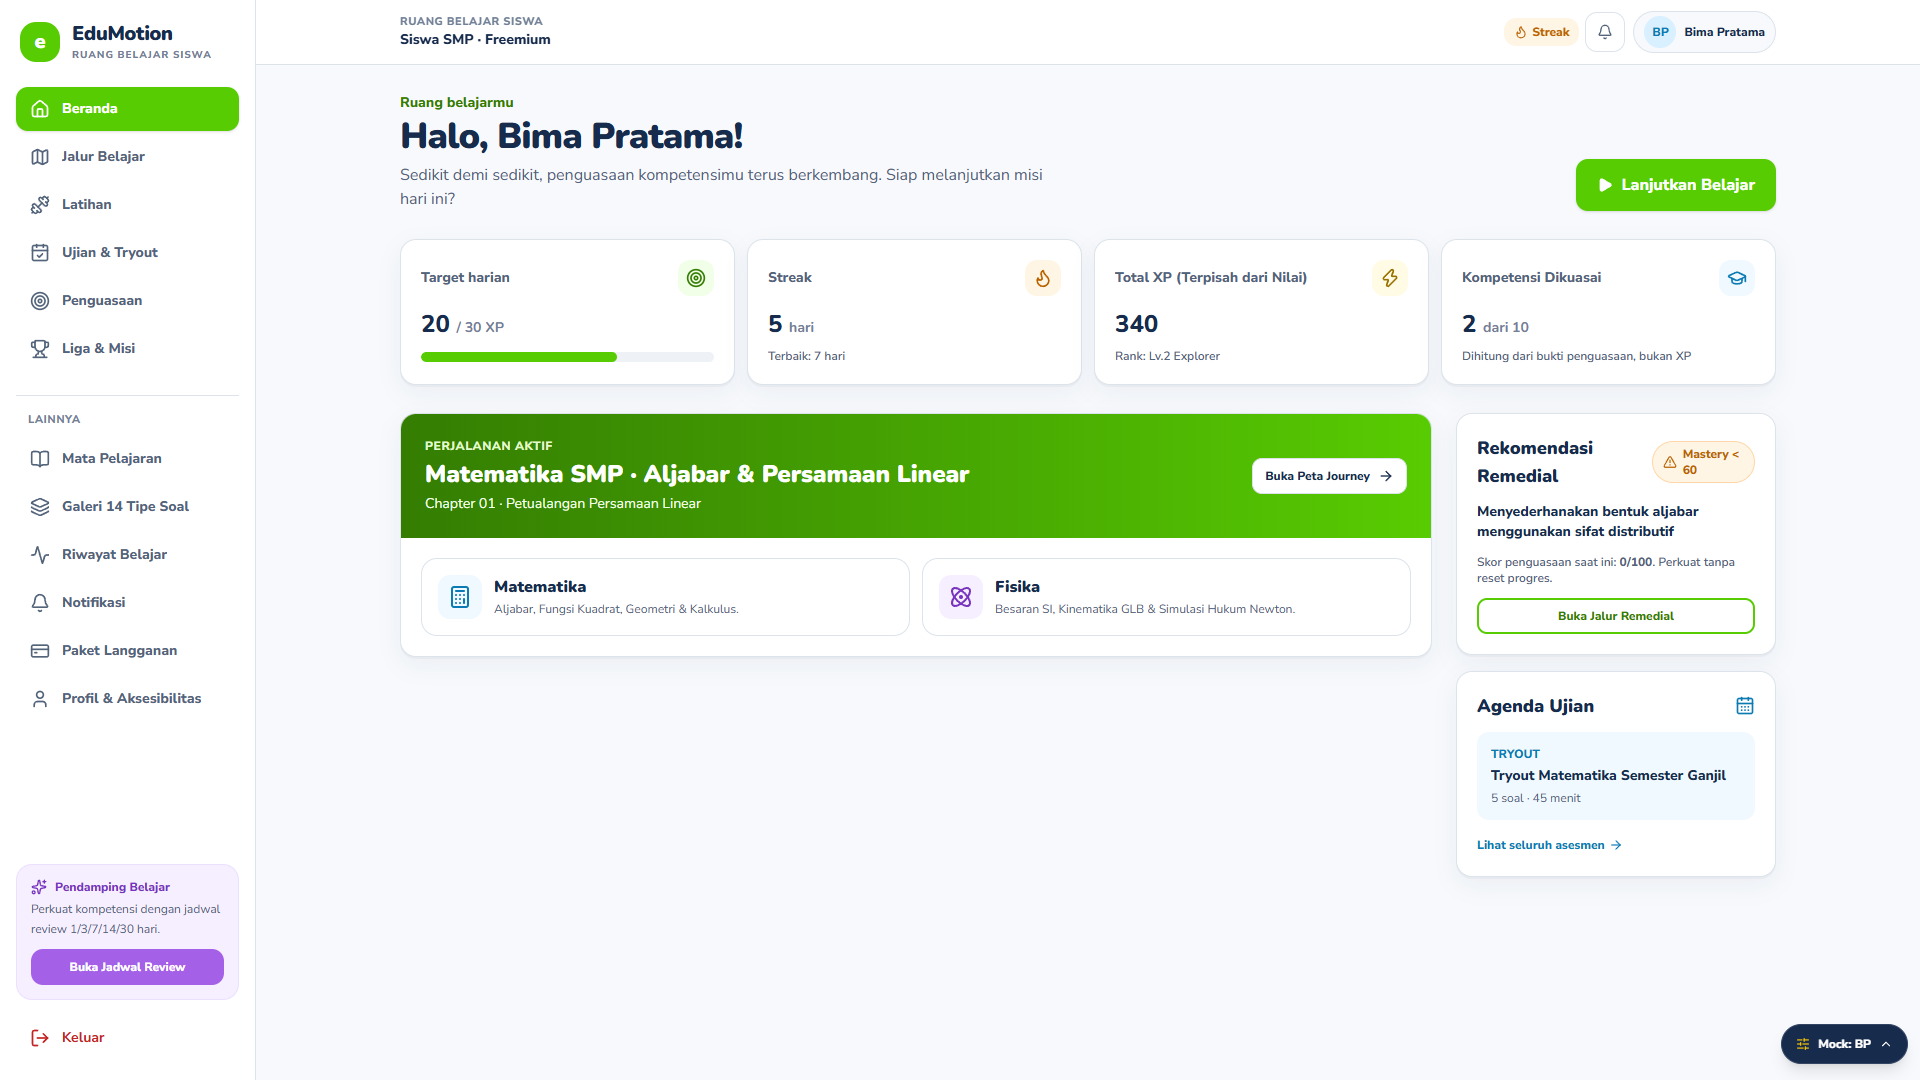 e
EduMotion
RUANG BELAJAR SISWA
Beranda
Jalur Belajar
Latihan
Ujian & Tryout
Penguasaan
Liga & Misi
LAINNYA
Mata Pelajaran
Galeri 14 Tipe Soal
Riwayat Belajar
Notifikasi
Paket Langganan
Profil & Aksesibilitas
Pendamping Belajar
Perkuat kompetensi dengan jadwal
review 1/3/7/14/30 hari.
Buka Jadwal Review
Keluar
RUANG BELAJAR SISWA
Siswa SMP · Freemium
Streak
BP
Bima Pratama
Ruang belajarmu
Halo, Bima Pratama!
Sedikit demi sedikit, penguasaan kompetensimu terus berkembang. Siap melanjutkan misi
hari ini?
Lanjutkan Belajar
Target harian
20 / 30 XP
Streak
5 hari
Terbaik: 7 hari
Total XP (Terpisah dari Nilai)
340
Rank: Lv.2 Explorer
Kompetensi Dikuasai
2 dari 10
Dihitung dari bukti penguasaan, bukan XP
PERJALANAN AKTIF
Matematika SMP · Aljabar & Persamaan Linear
Chapter 01 · Petualangan Persamaan Linear
Buka Peta Journey
Matematika
Aljabar, Fungsi Kuadrat, Geometri & Kalkulus.
Fisika
Besaran SI, Kinematika GLB & Simulasi Hukum Newton.
Rekomendasi
Remedial
Mastery <
60
Menyederhanakan bentuk aljabar
menggunakan sifat distributif
Skor penguasaan saat ini: 0/100. Perkuat tanpa
reset progres.
Buka Jalur Remedial
Agenda Ujian
TRYOUT
Tryout Matematika Semester Ganjil
5 soal · 45 menit
Lihat seluruh asesmen
Mock: BP